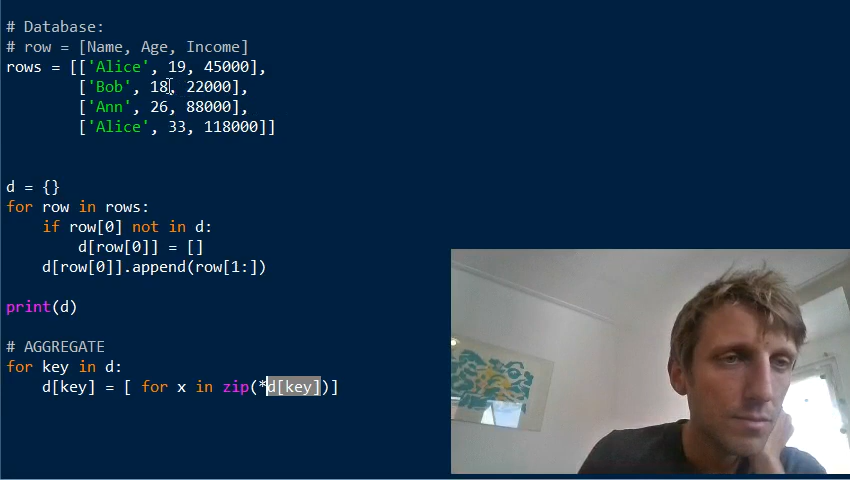 # Database:
# row = [Name, Age, Income]
rows = [['Alice', 19, 45000],
['Bob', 18, 22000],
['Ann', 26, 88000],
['Alice', 33, 118000]]
d = {}
for row in rows:
if row[0] not in d:
d[row[0]] = []
d[row[0]].append(row[1:])
print(d)
# AGGREGATE
for key in d:
d[key] = [ for x in zip(*d[key])]